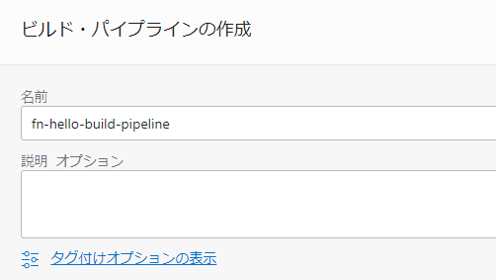 ビルド・パイプラインの作成
名前
fn-hello-build-pipeline
説明 オプション
タグ付けオプションの表示